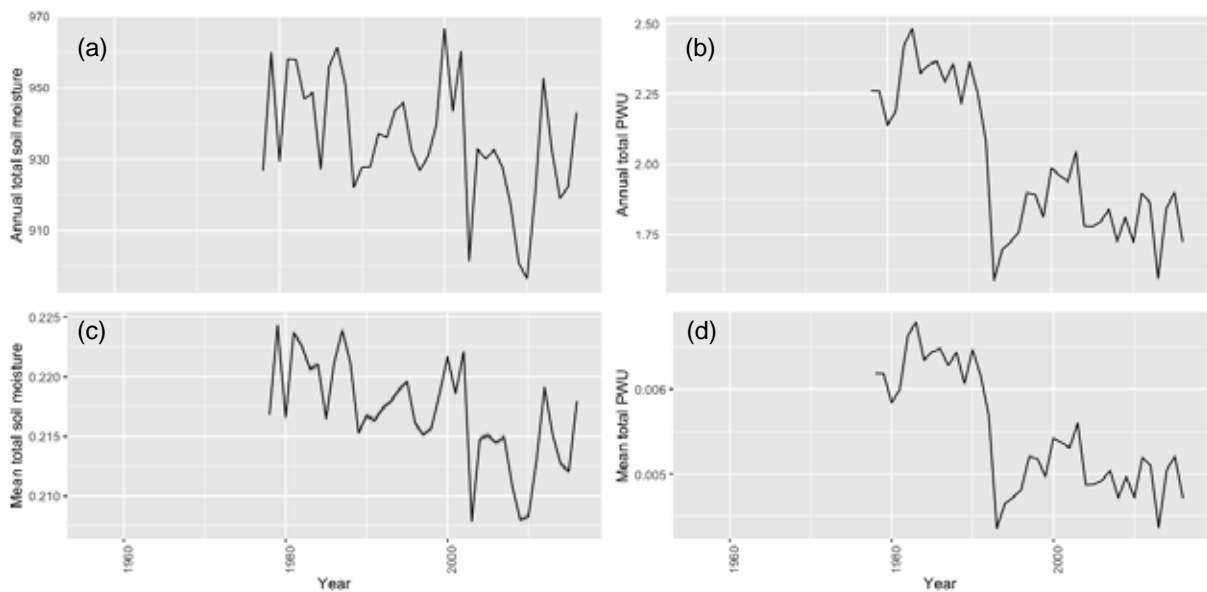 (a)
Annual total soil moisture
970
950
930
910
(b)
Annual total PWU
2.50
2.25
2.00
1.75
(c)
Mean total soil moisture
0.225
0.220
0.215
0.210
1960
1980
2000
Year
(d)
Mean total PWU
0.006
0.005
1960
1980
2000
Year